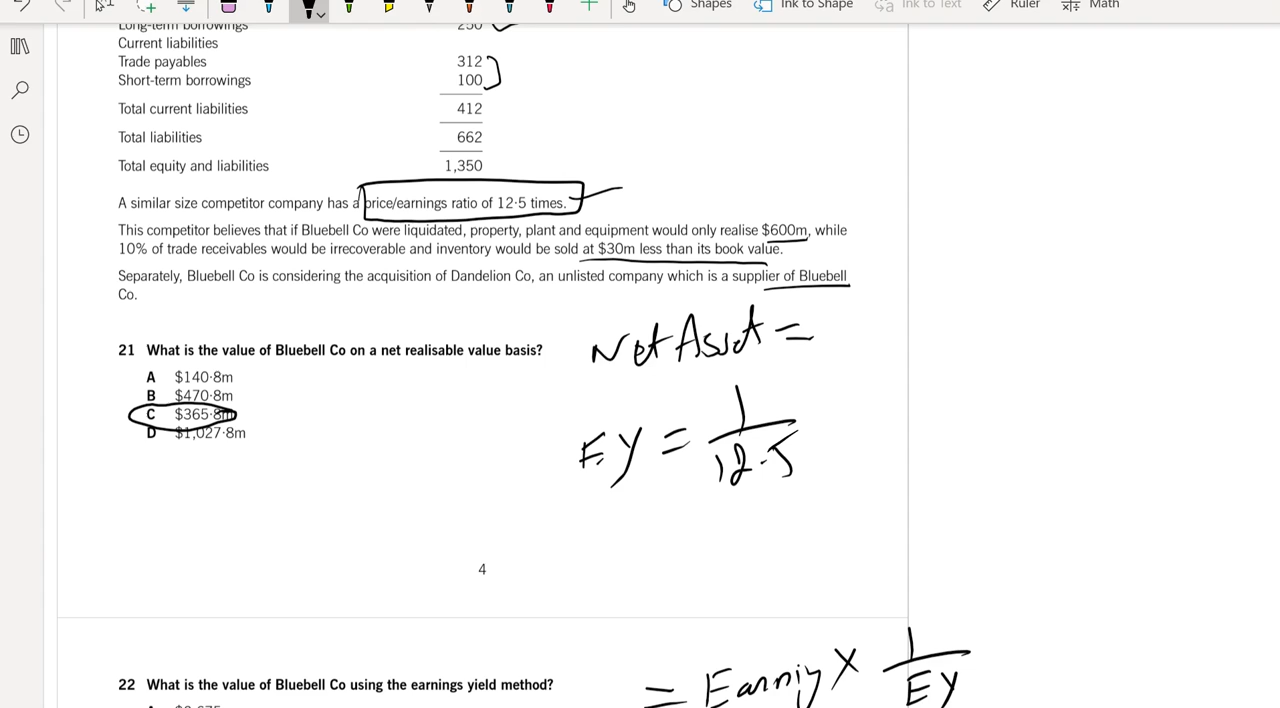 Shapes Ink to Shape Ink to Text Ruler Math
Long-term borrowings 250
Current liabilities
Trade payables 312
Short-term borrowings 100
Total current liabilities 412
Total liabilities 662
Total equity and liabilities 1,350
A similar size competitor company has a price/earnings ratio of 12·5 times.
This competitor believes that if Bluebell Co were liquidated, property, plant and equipment would only realise $600m, while
10% of trade receivables would be irrecoverable and inventory would be sold at $30m less than its book value.
Separately, Bluebell Co is considering the acquisition of Dandelion Co, an unlisted company which is a supplier of Bluebell
Co.
Net Asset =
21 What is the value of Bluebell Co on a net realisable value basis?
A $140·8m
B $470·8m
C $365·8m
D $1,027·8m
EY = 1/12.5
4
22 What is the value of Bluebell Co using the earnings yield method?
= Earnig x 1/EY